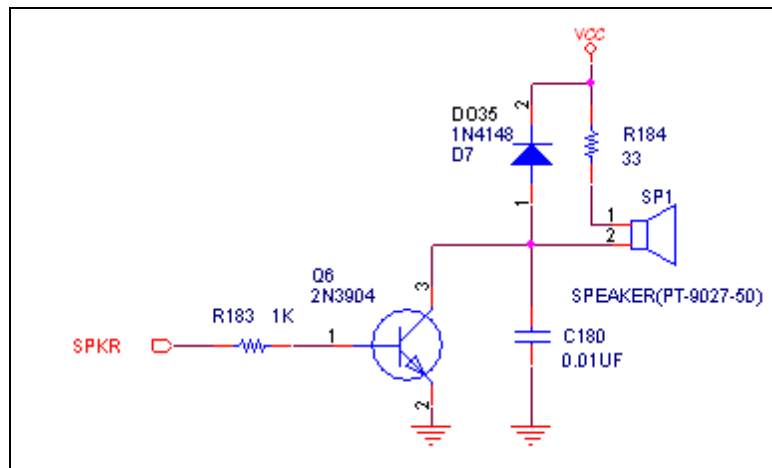 VCC
2
DO35
1N4148
D7
R184
33
1
SP1
1
2
Q6
2N3904
3
SPEAKER(PT-9027-50)
R183 1K
1
SPKR
C180
0.01UF
2